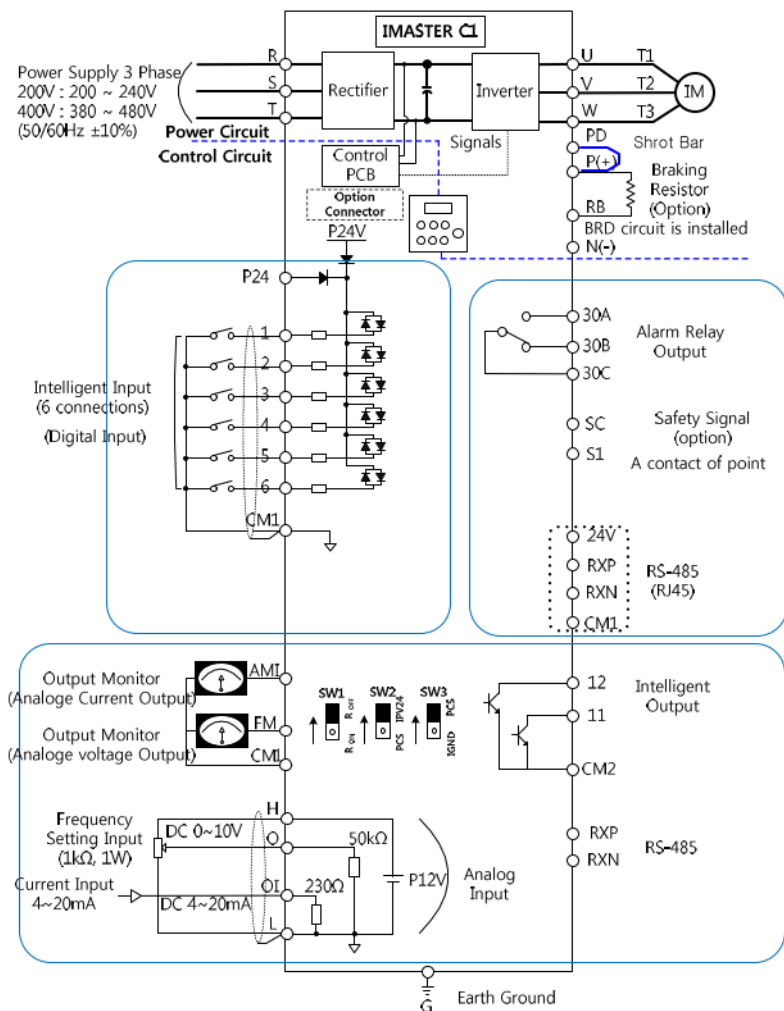 IMASTER C1
R
S
T
Power Supply 3 Phase
200V : 200 ~ 240V
400V : 380 ~ 480V
(50/60Hz ±10%)
Rectifier
Inverter
U
V
W
T1
T2
T3
IM
Power Circuit
Control Circuit
Control
PCB
Signals
Option
Connector
PD
Shrot Bar
P(+)
Braking
Resistor
(Option)
RB
BRD circuit is installed
N(-)
P24V
P24
1
2
3
4
5
6
CM1
Intelligent Input
(6 connections)
(Digital Input)
30A
30B
30C
Alarm Relay
Output
SC
S1
Safety Signal
(option)
A contact of point
24V
RXP
RXN
CM1
RS-485
(RJ45)
Output Monitor
(Analoge Current Output)
AMI
Output Monitor
(Analoge voltage Output)
FM
CM1
SW1
R OFF
R ON
SW2
IPV24
PCS
SW3
PCS
IGND
12
11
CM2
Intelligent
Output
Frequency
Setting Input
(1kΩ, 1W)
DC 0~10V
H
O
50kΩ
P12V
Analog
Input
Current Input
4~20mA
DC 4~20mA
OI
230Ω
L
RXP
RXN
RS-485
G
Earth Ground